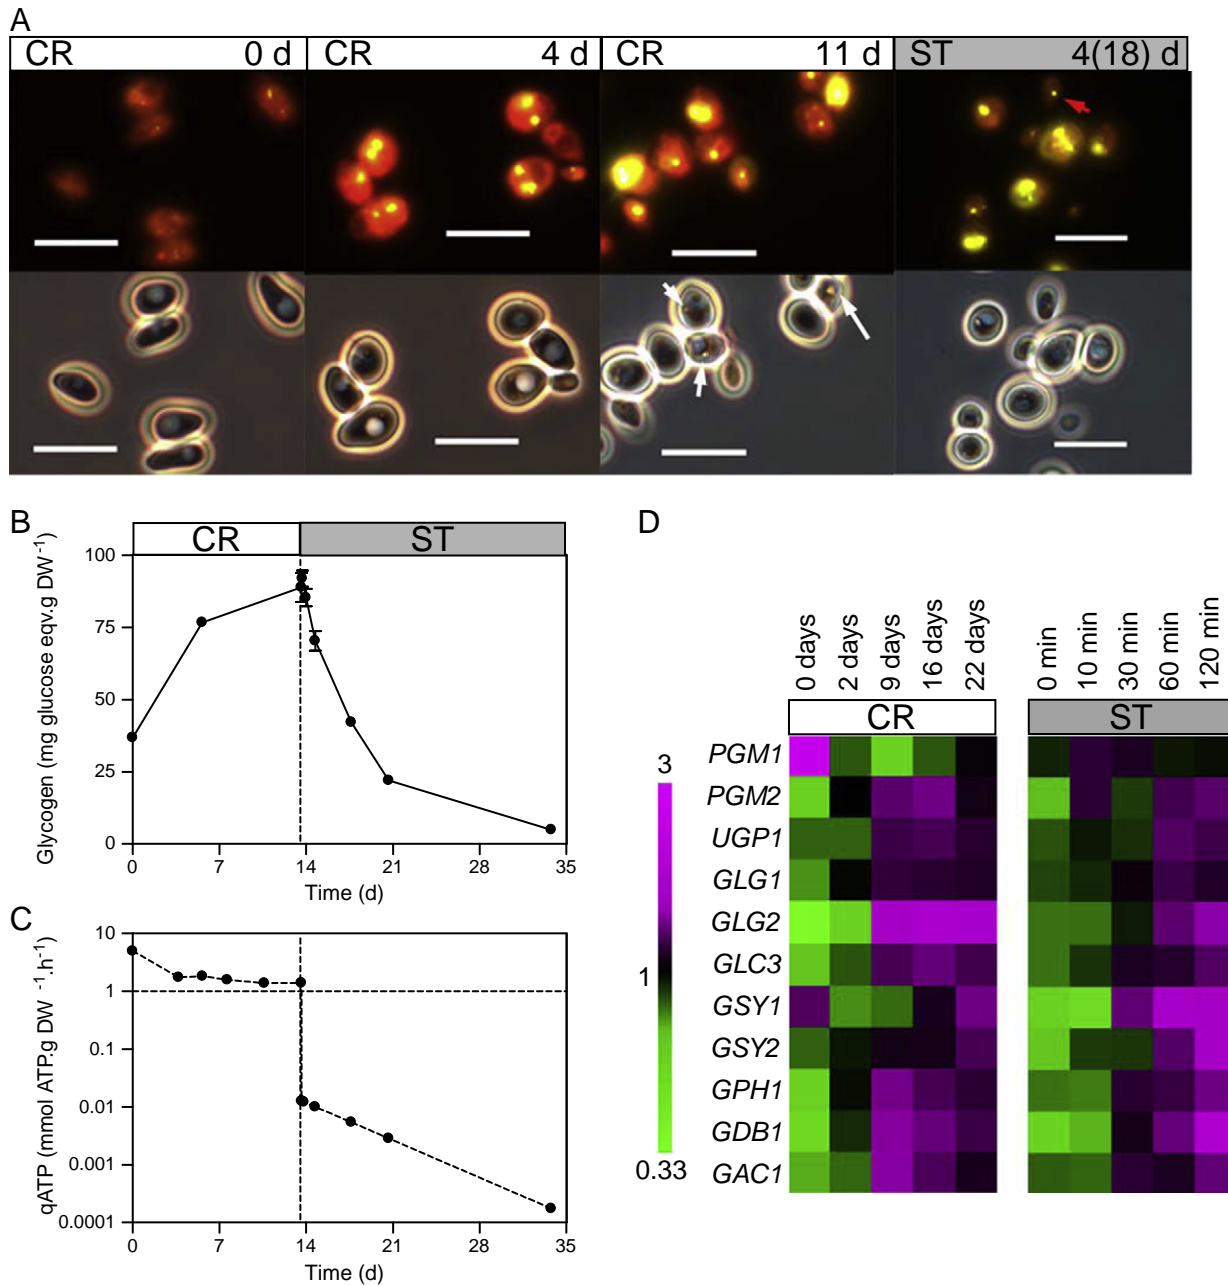 A
CR 0 d CR 4 d CR 11 d ST 4(18) d
B
CR ST
Glycogen (mg glucose eqv.g DW⁻¹)
100
75
50
25
0
0 7 14 21 28 35
Time (d)
C
qATP (mmol ATP.g DW ⁻¹.h⁻¹)
10
1
0.1
0.01
0.001
0.0001
0 7 14 21 28 35
Time (d)
D
0 days 2 days 9 days 16 days 22 days 0 min 10 min 30 min 60 min 120 min
CR ST
3
1
0.33
PGM1
PGM2
UGP1
GLG1
GLG2
GLC3
GSY1
GSY2
GPH1
GDB1
GAC1